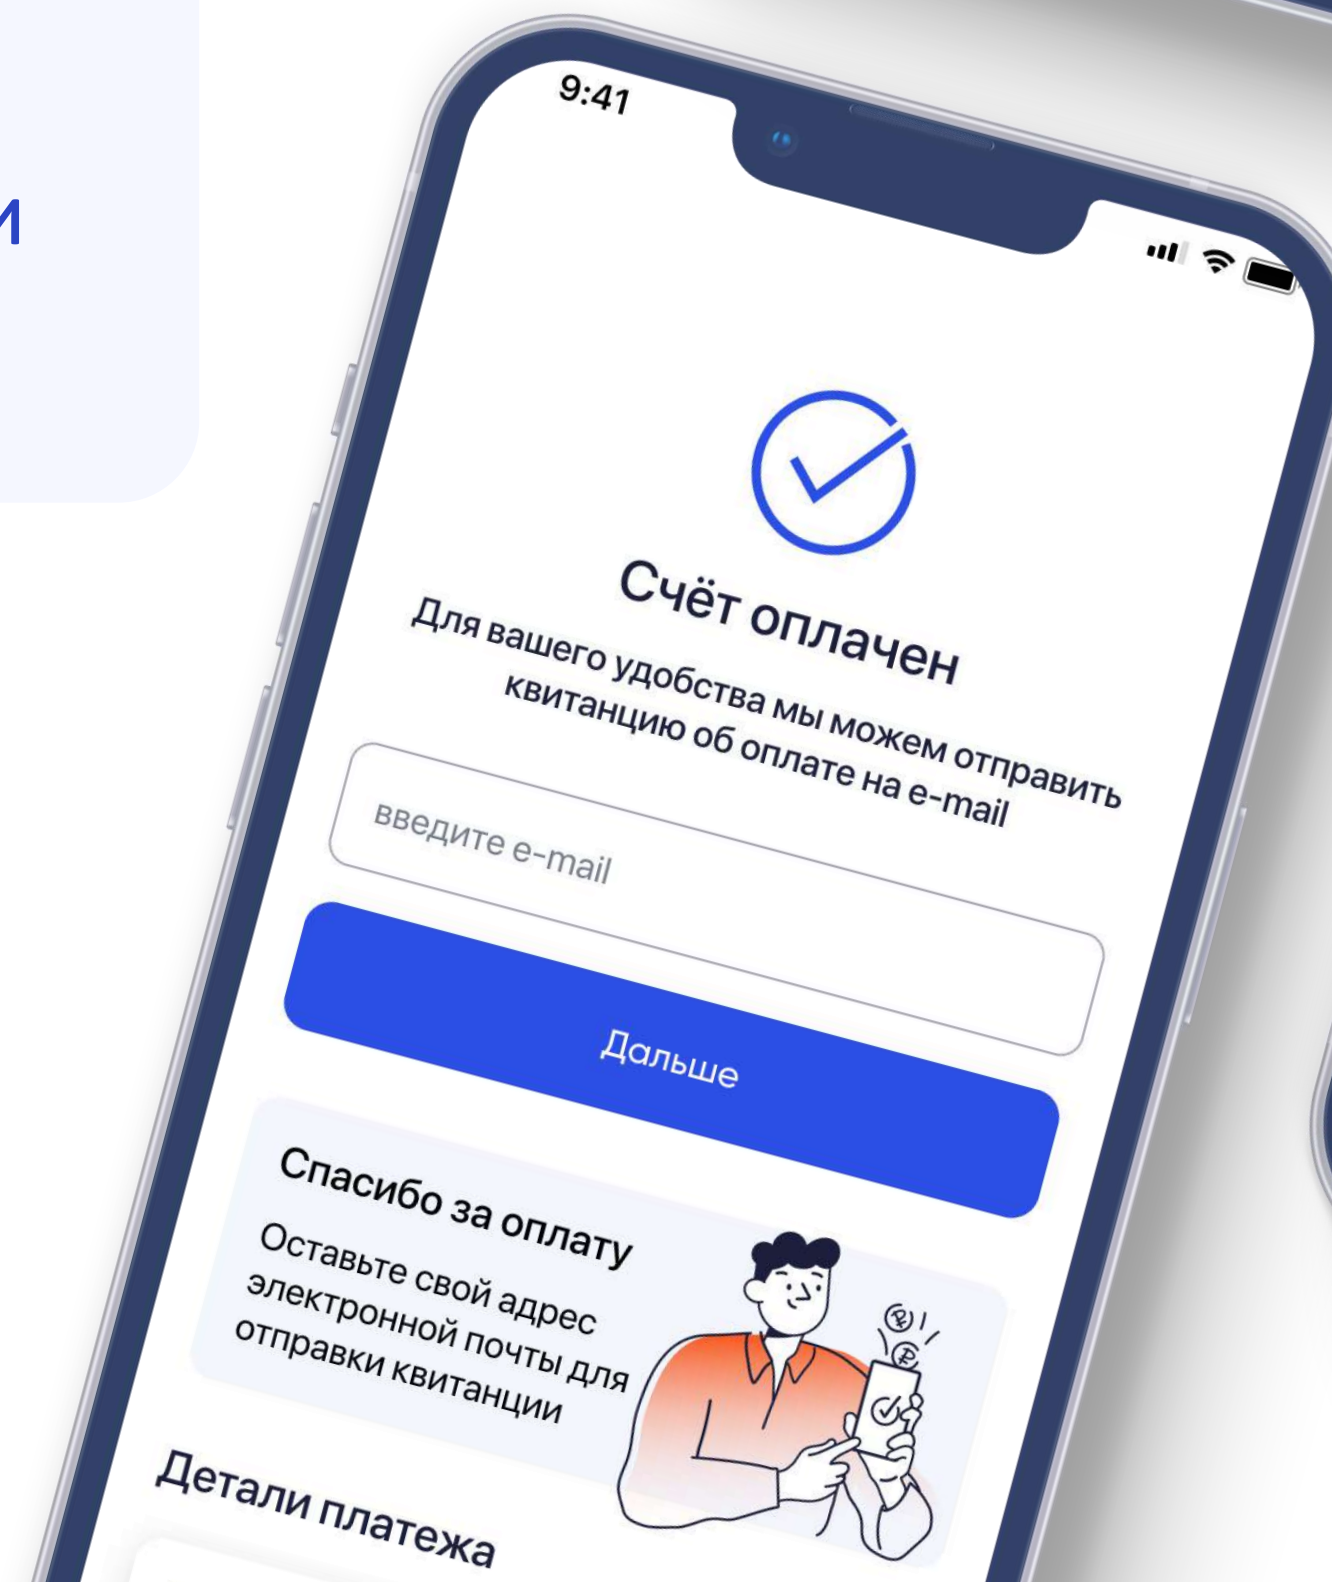 и
9:41
Счёт оплачен
Для вашего удобства мы можем отправить
квитанцию об оплате на e-mail
введите e-mail
Дальше
Спасибо за оплату
Оставьте свой адрес
электронной почты для
отправки квитанции
Детали платежа